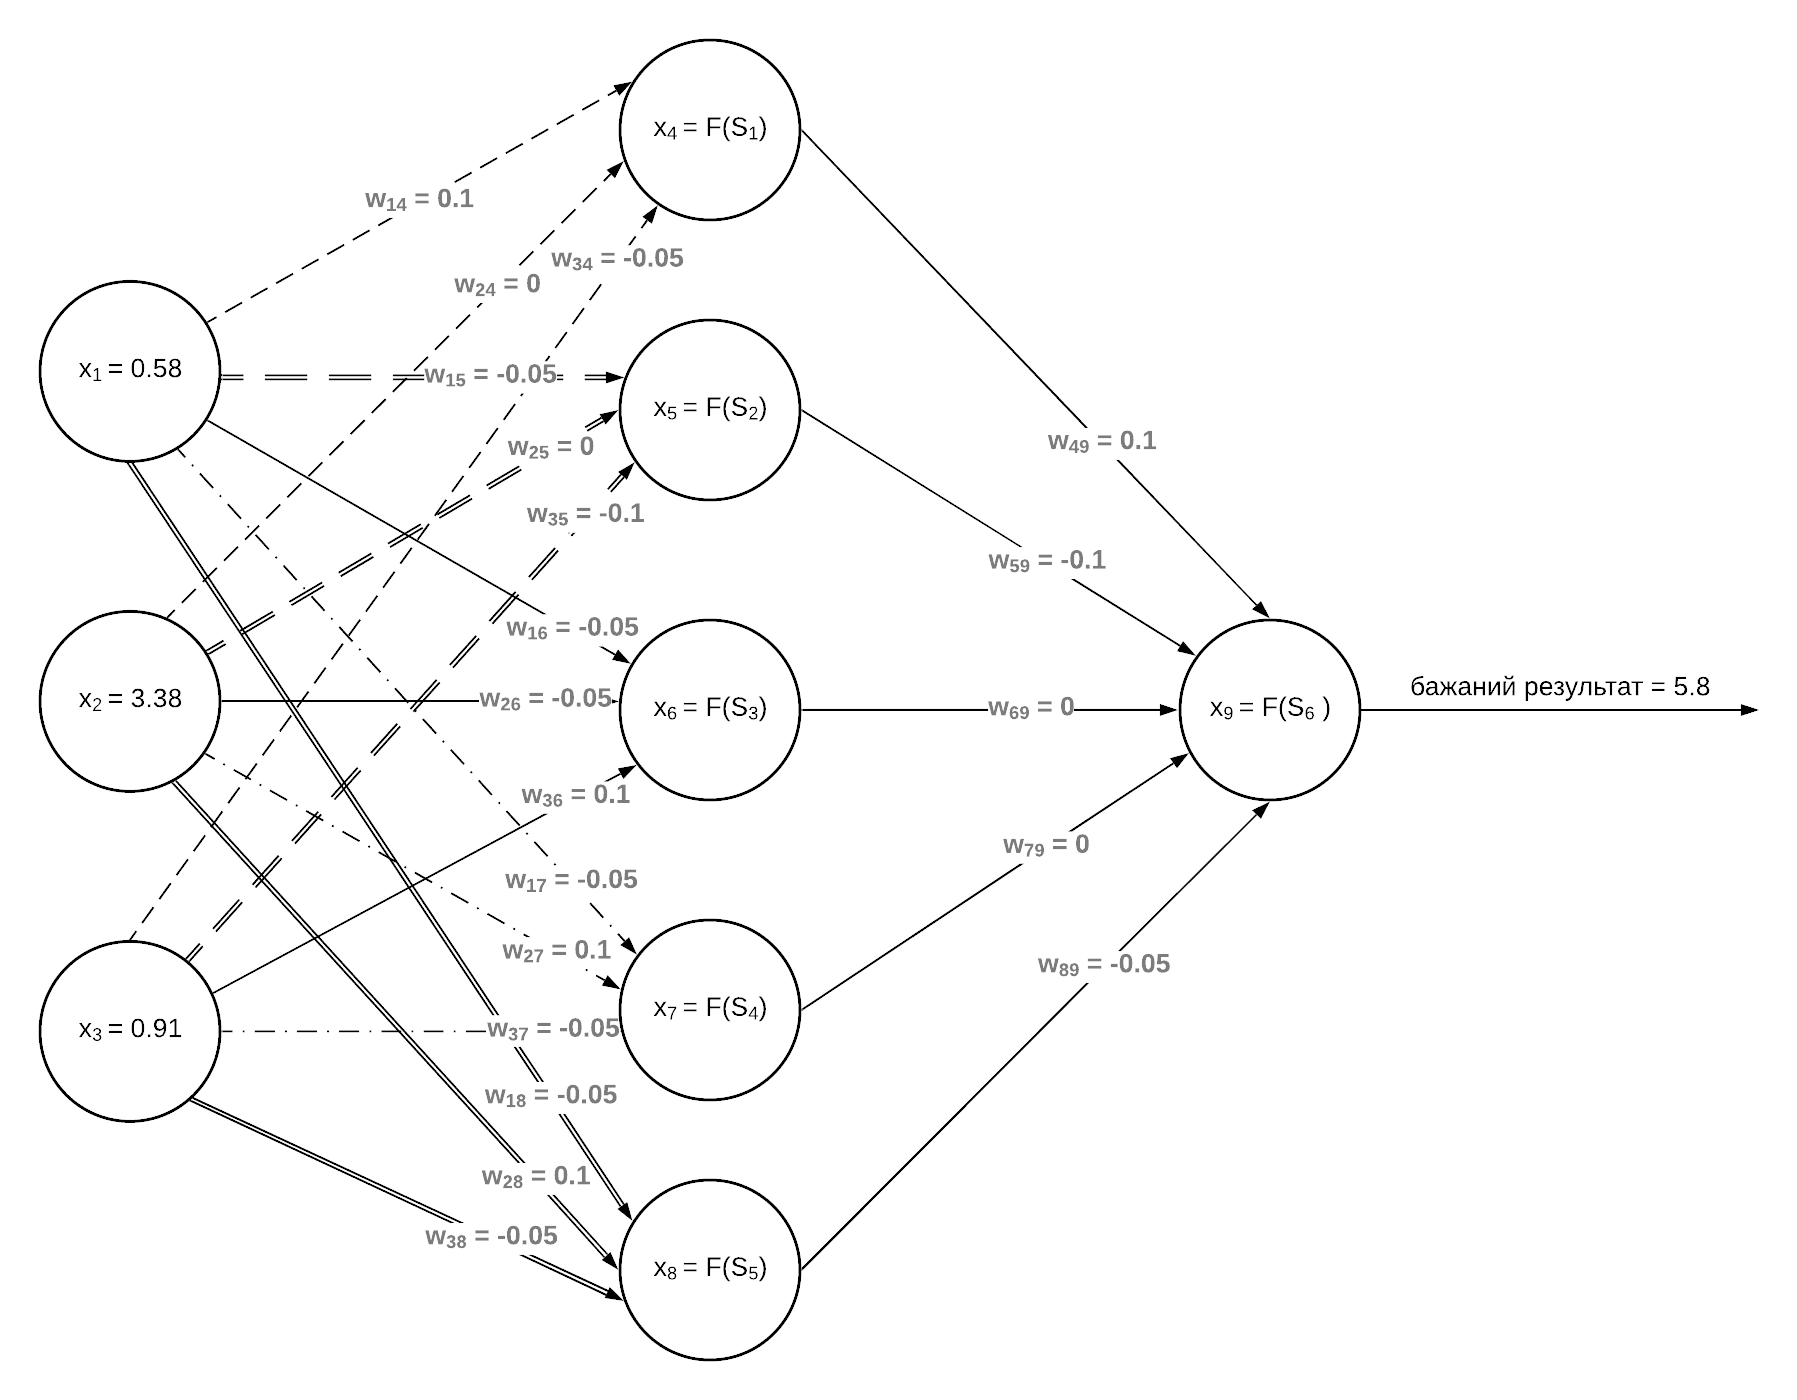 x₄ = F(S₁)
w₁₄ = 0.1
w₃₄ = -0.05
w₂₄ = 0
x₁ = 0.58
w₁₅ = -0.05
x₅ = F(S₂)
w₂₅ = 0
w₄₉ = 0.1
w₃₅ = -0.1
w₅₉ = -0.1
w₁₆ = -0.05
бажаний результат = 5.8
x₂ = 3.38
w₂₆ = -0.05
x₆ = F(S₃)
w₆₉ = 0
x₉ = F(S₆ )
w₃₆ = 0.1
w₇₉ = 0
w₁₇ = -0.05
w₂₇ = 0.1
w₈₉ = -0.05
x₇ = F(S₄)
x₃ = 0.91
w₃₇ = -0.05
w₁₈ = -0.05
w₂₈ = 0.1
w₃₈ = -0.05
x₈ = F(S₅)